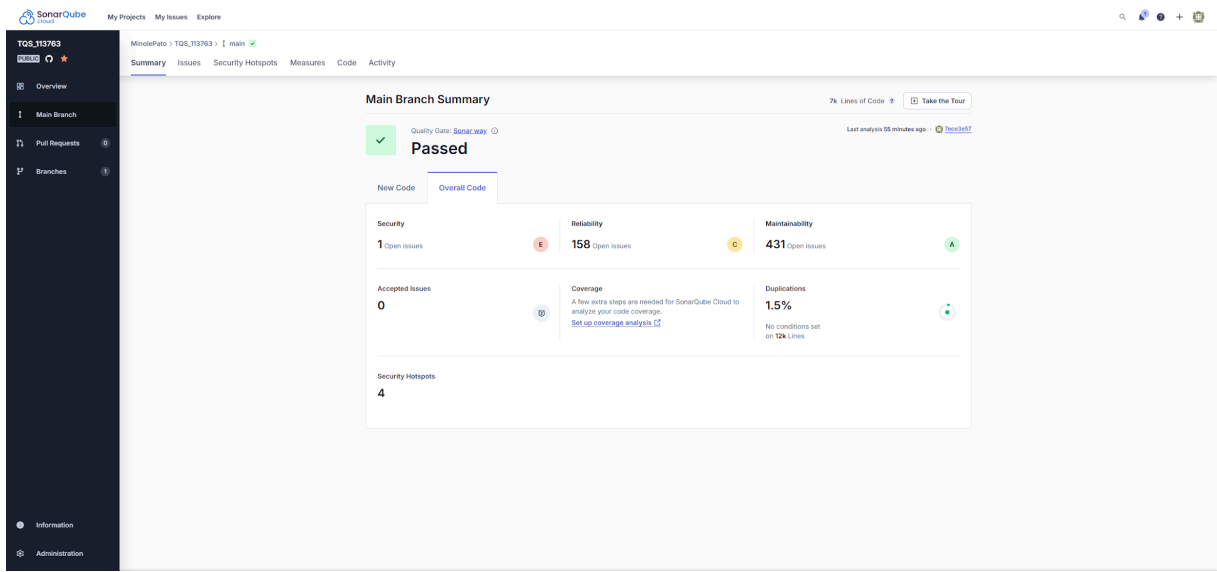 SonarQube
cloud
My Projects My Issues Explore
1
TQS_113763
PUBLIC
Overview
Main Branch
Pull Requests 0
Branches 1
Information
Administration
MinolePato > TQS_113763 > main
Summary Issues Security Hotspots Measures Code Activity
Main Branch Summary
7k Lines of Code ? Take the Tour
Quality Gate: Sonar way
Passed
Last analysis 55 minutes ago · 7ece3e57
New Code Overall Code
Security
1 Open issues E
Reliability
158 Open issues C
Maintainability
431 Open issues A
Accepted Issues
0
Coverage
A few extra steps are needed for SonarQube Cloud to
analyze your code coverage.
Set up coverage analysis
Duplications
1.5%
No conditions set
on 12k Lines
Security Hotspots
4